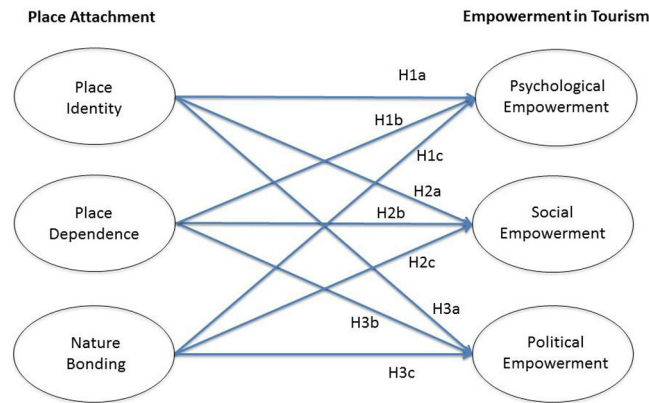 Place Attachment
Empowerment in Tourism
Place
Identity
H1a
Psychological
Empowerment
H1b
H1c
H2a
Place
Dependence
H2b
Social
Empowerment
H2c
H3a
H3b
Nature
Bonding
H3c
Political
Empowerment